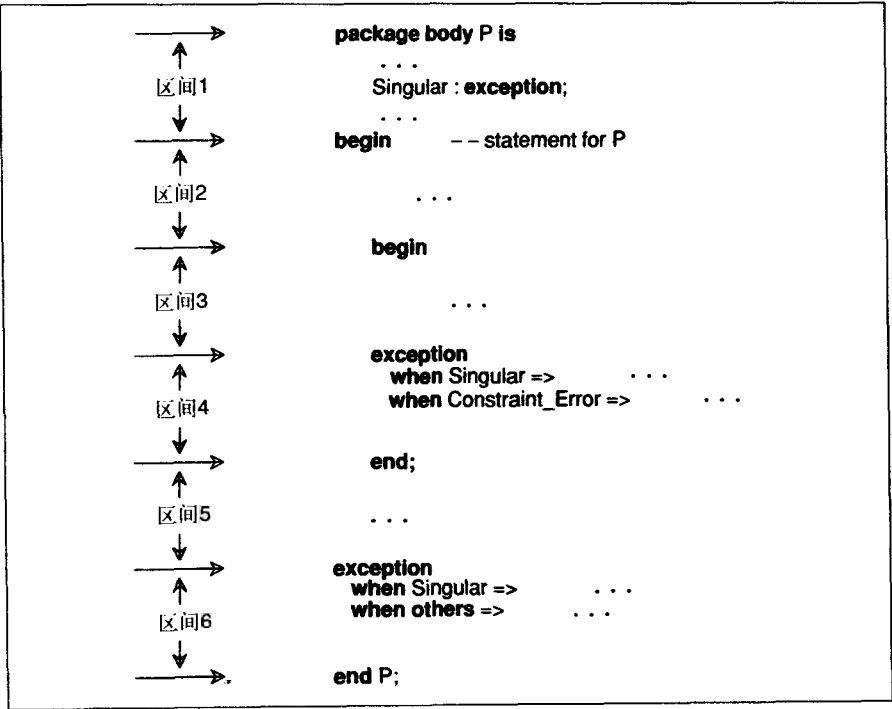 package body P is
. . .
区间1
Singular : exception;
. . .
begin -- statement for P
区间2
. . .
begin
区间3
. . .
exception
when Singular => . . .
区间4
when Constraint_Error => . . .
end;
区间5
. . .
exception
when Singular => . . .
when others => . . .
区间6
end P;